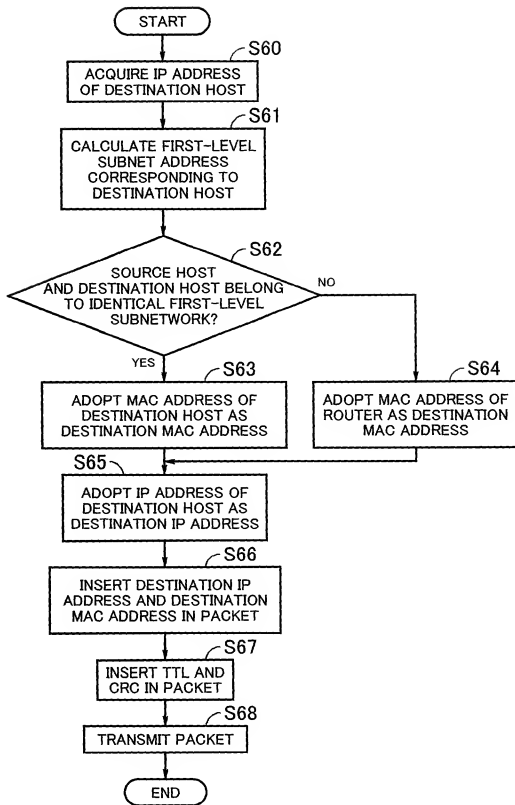 START
S60
ACQUIRE IP ADDRESS
OF DESTINATION HOST
S61
CALCULATE FIRST-LEVEL
SUBNET ADDRESS
CORRESPONDING TO
DESTINATION HOST
S62
SOURCE HOST
AND DESTINATION HOST BELONG
TO IDENTICAL FIRST-LEVEL
SUBNETWORK?
NO
YES
S63
ADOPT MAC ADDRESS OF
DESTINATION HOST AS
DESTINATION MAC ADDRESS
S64
ADOPT MAC ADDRESS OF
ROUTER AS DESTINATION
MAC ADDRESS
S65
ADOPT IP ADDRESS OF
DESTINATION HOST AS
DESTINATION IP ADDRESS
S66
INSERT DESTINATION IP
ADDRESS AND DESTINATION
MAC ADDRESS IN PACKET
S67
INSERT TTL AND
CRC IN PACKET
S68
TRANSMIT PACKET
END